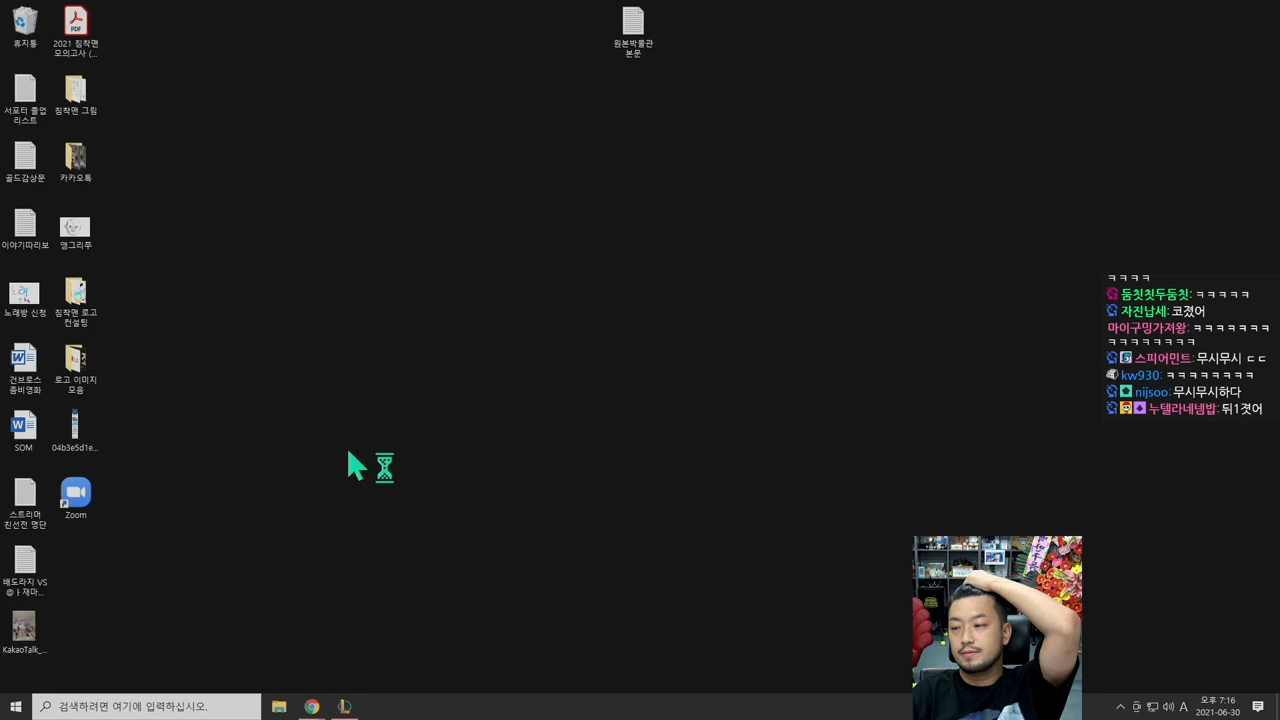 휴지통
2021 침착맨
모의고사 (...
원본박물관
본문
서포터 졸업
리스트
침착맨 그림
골드감상문
카카오톡
이야기따리보
앵그리쭈
노래방 신청
침착맨 로고
컨설팅
건브로스
좀비영화
로고 이미지
모음
SOM
04b3e5d1e...
스트리머
친선전 명단
Zoom
배도라지 VS
@ㅏ재마...
KakaoTalk_...
ㅋㅋㅋㅋ
둠칫칫두둠칫: ㅋㅋㅋㅋㅋ
자진납세: 코졌어
마이구밍가져왕: ㅋㅋㅋㅋㅋㅋㅋ
ㅋㅋㅋㅋㅋㅋㅋㅋ
스피어민트: 무시무시 ㄷㄷ
kw930: ㅋㅋㅋㅋㅋㅋㅋㅋ
nijsoo: 무시무시하다
누텔라네넴밥: 뒤1졋어
검색하려면 여기에 입력하십시오.
A
오후 7:16
2021-06-30